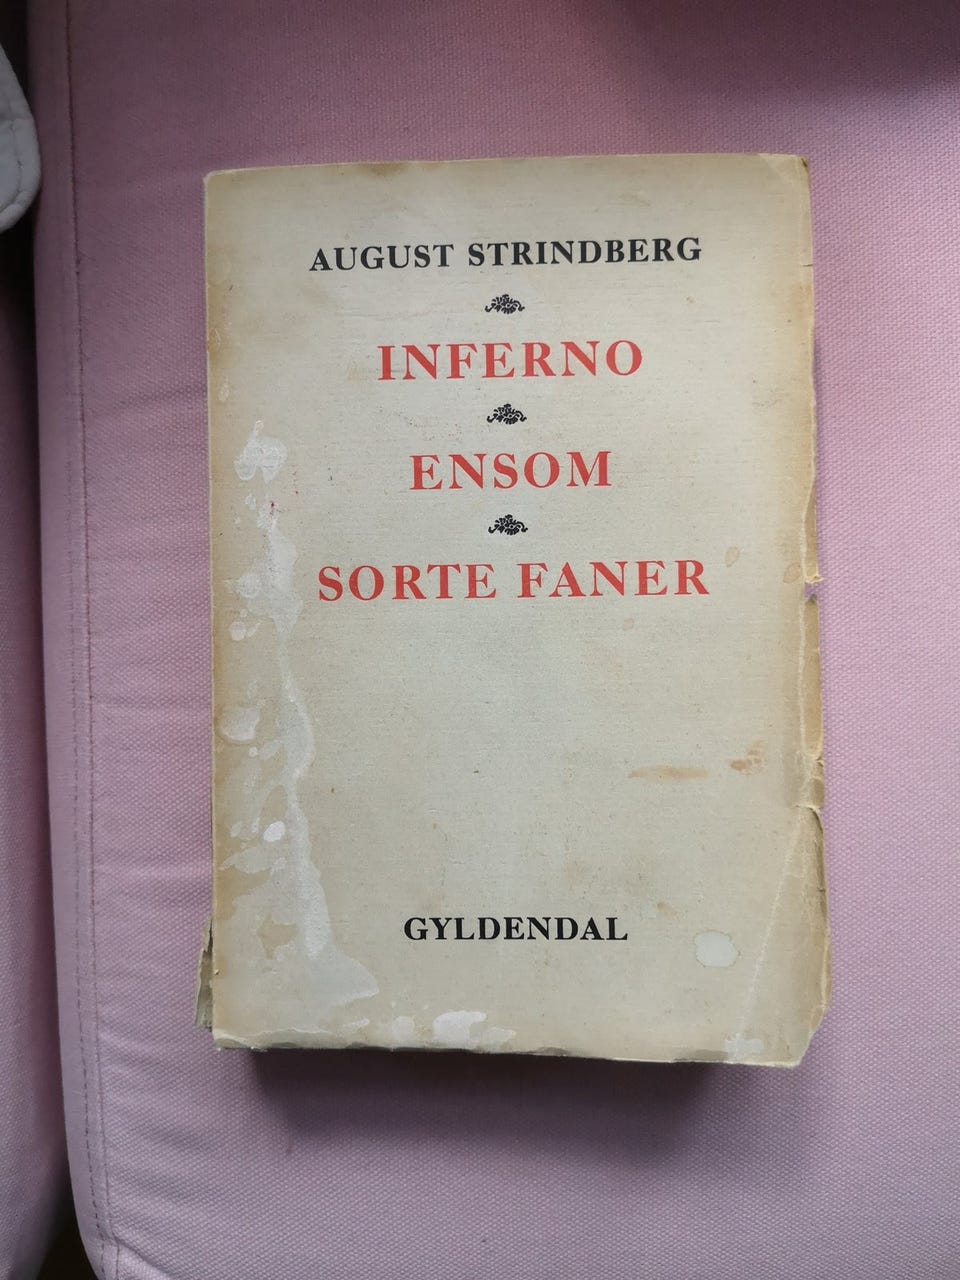 AUGUST STRINDBERG
INFERNO
ENSOM
SORTE FANER
GYLDENDAL